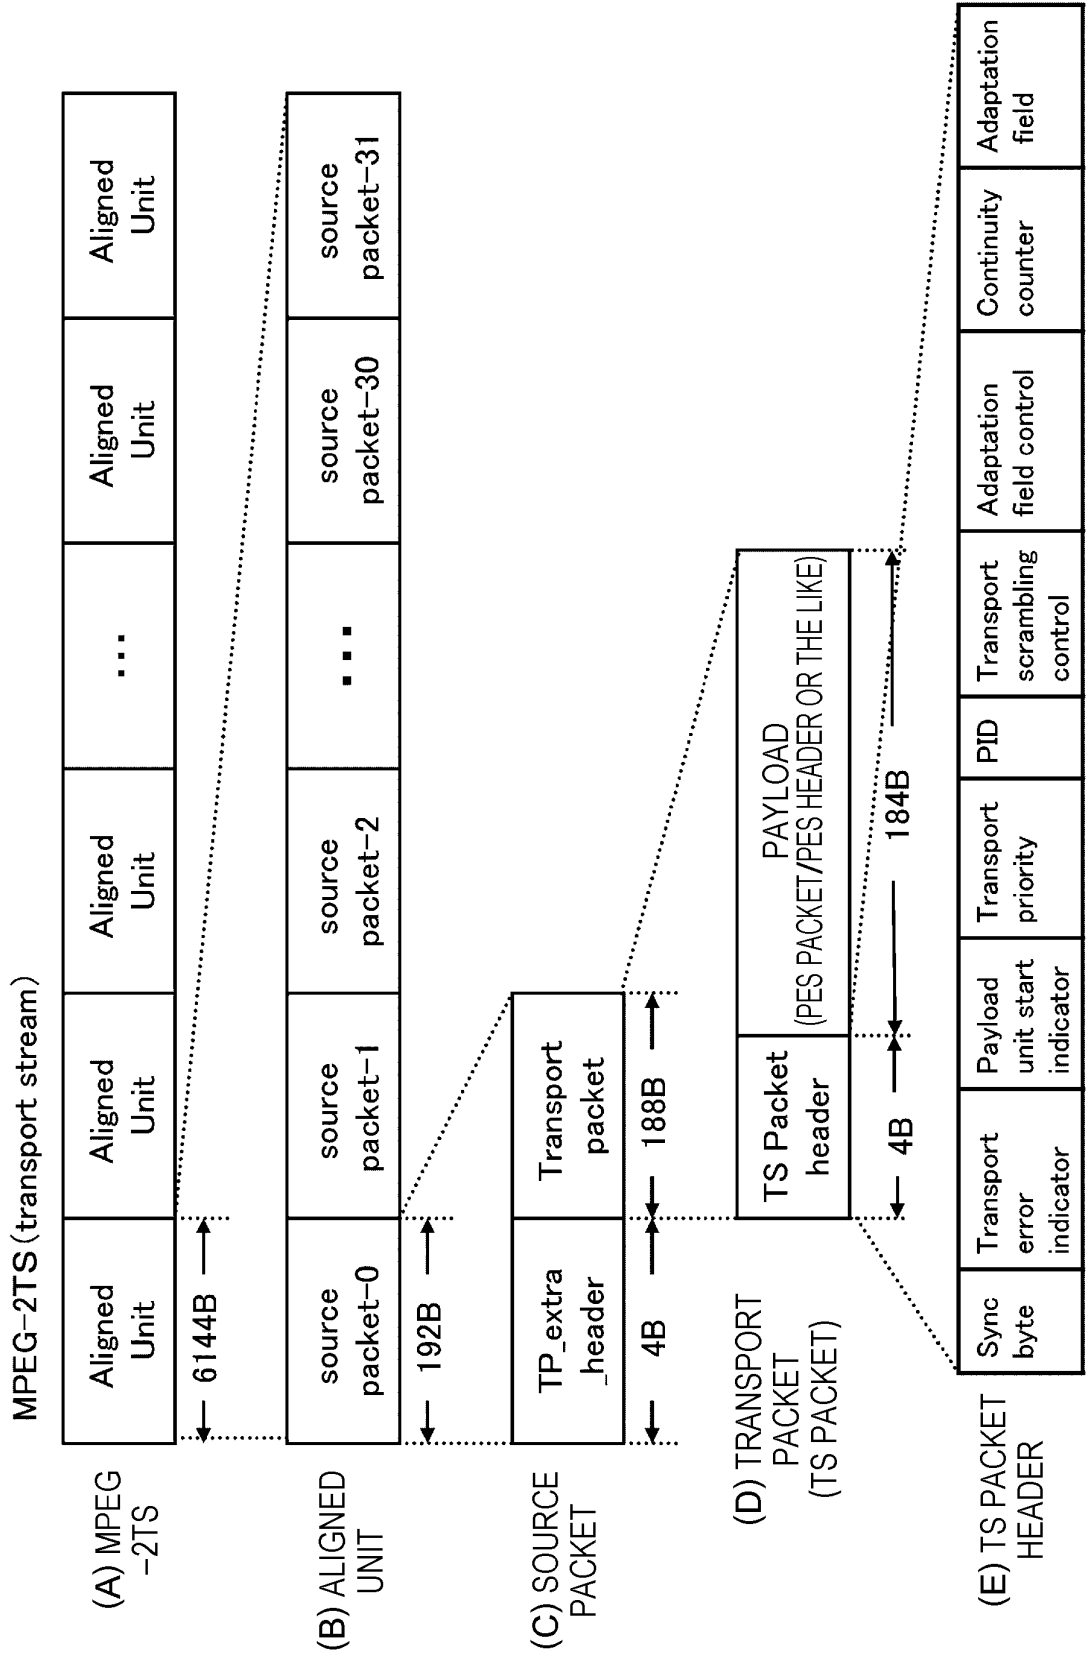 MPEG-2TS (transport stream)
(A) MPEG
-2TS
Aligned
Unit
Aligned
Unit
Aligned
Unit
...
Aligned
Unit
Aligned
Unit
6144B
(B) ALIGNED
UNIT
source
packet-0
source
packet-1
source
packet-2
...
source
packet-30
source
packet-31
192B
(C) SOURCE
PACKET
TP_extra
_header
Transport
packet
4B
188B
(D) TRANSPORT
PACKET
(TS PACKET)
TS Packet
header
PAYLOAD
(PES PACKET/PES HEADER OR THE LIKE)
4B
184B
(E) TS PACKET
HEADER
Sync
byte
Transport
error
indicator
Payload
unit start
indicator
Transport
priority
PID
Transport
scrambling
control
Adaptation
field control
Continuity
counter
Adaptation
field